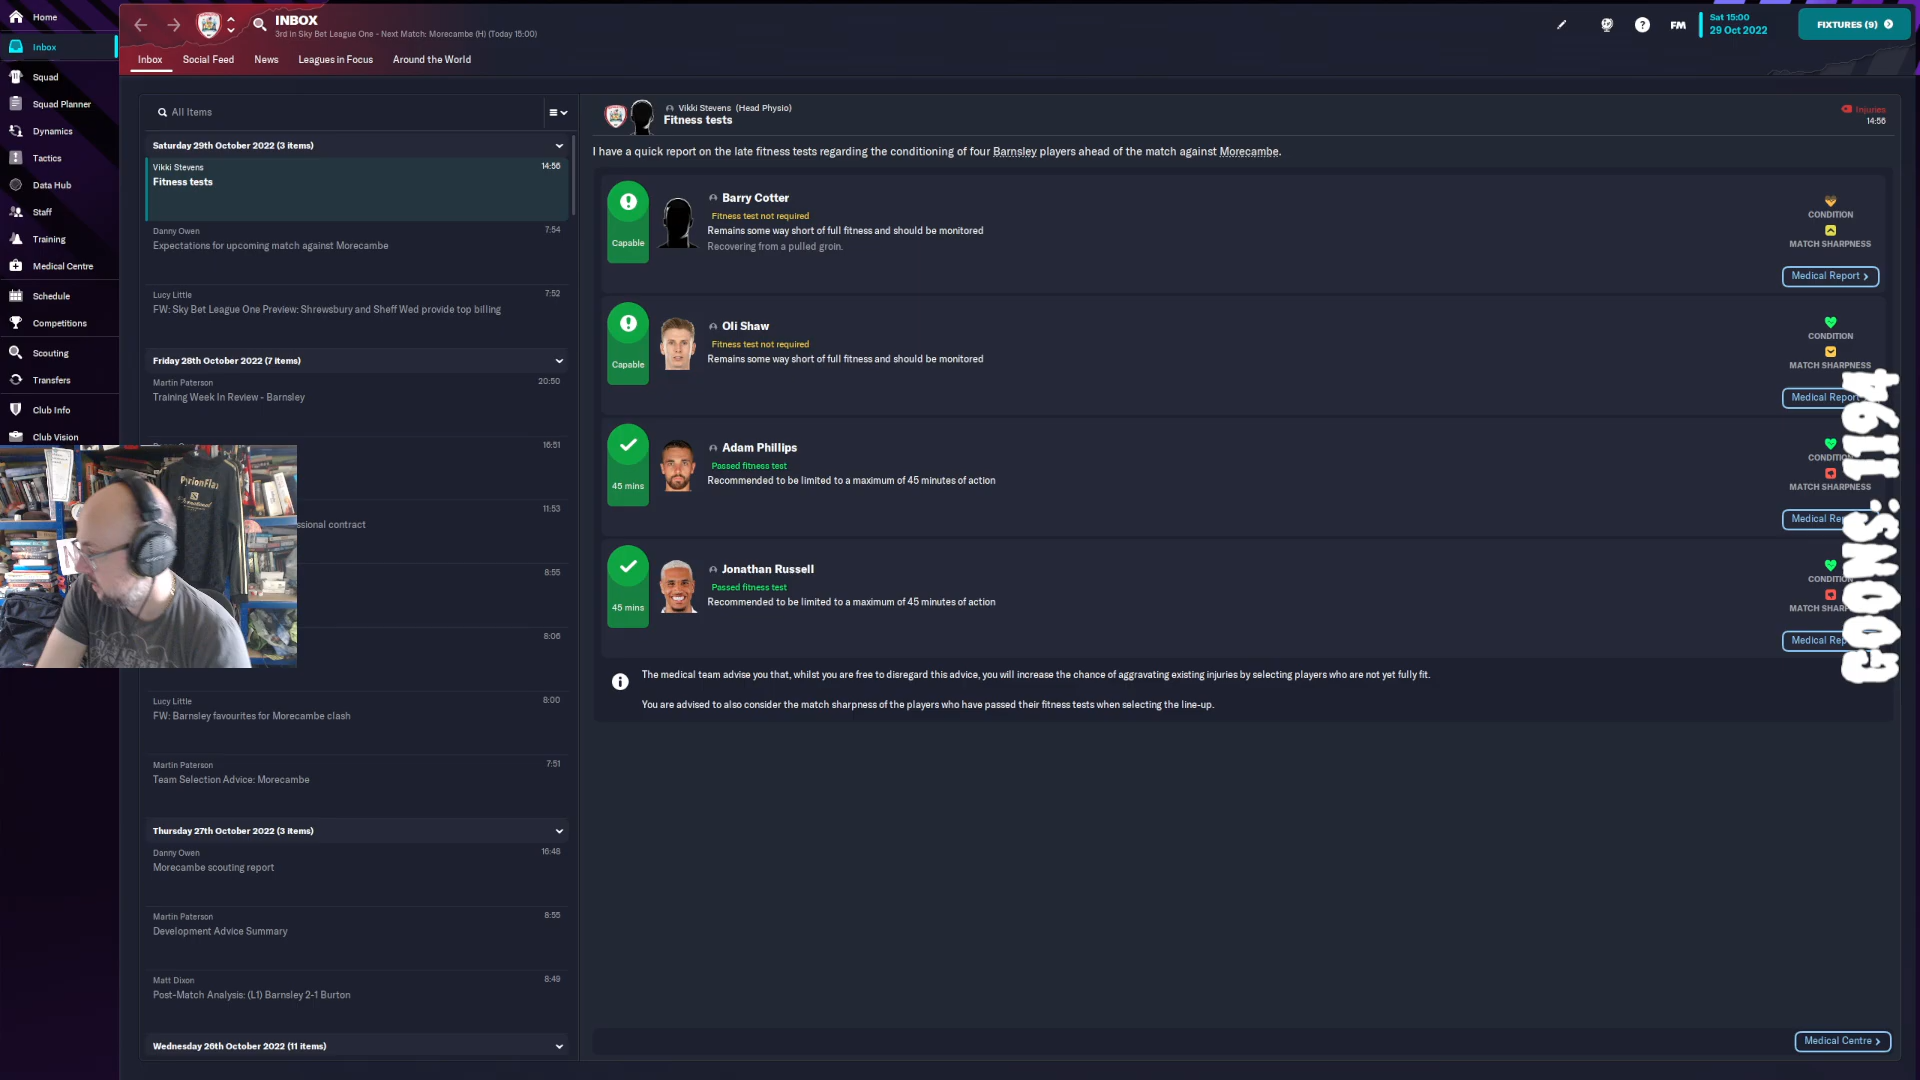 Home
Inbox
Squad
Squad Planner
Dynamics
Tactics
Data Hub
Staff
Training
Medical Centre
Schedule
Competitions
Scouting
Transfers
Club Info
Club Vision
INBOX
3rd in Sky Bet League One - Next Match: Morecambe (H) (Today 15:00)
FM
Sat 15:00
29 Oct 2022
FIXTURES (9)
Inbox
Social Feed
News
Leagues in Focus
Around the World
All Items
Saturday 29th October 2022 (3 items)
Vikki Stevens 14:56
Fitness tests
Danny Owen 7:54
Expectations for upcoming match against Morecambe
Lucy Little 7:52
FW: Sky Bet League One Preview: Shrewsbury and Sheff Wed provide top billing
Friday 28th October 2022 (7 items)
Martin Paterson 20:50
Training Week In Review - Barnsley
16:51
11:53
ssional contract
8:55
8:06
Lucy Little 8:00
FW: Barnsley favourites for Morecambe clash
Martin Paterson 7:51
Team Selection Advice: Morecambe
Thursday 27th October 2022 (3 items)
Danny Owen 16:48
Morecambe scouting report
Martin Paterson 8:55
Development Advice Summary
Matt Dixon 8:49
Post-Match Analysis: (L1) Barnsley 2-1 Burton
Wednesday 26th October 2022 (11 items)
Vikki Stevens (Head Physio)
Fitness tests
Injuries
14:56
I have a quick report on the late fitness tests regarding the conditioning of four Barnsley players ahead of the match against Morecambe.
Capable
Barry Cotter
Fitness test not required
Remains some way short of full fitness and should be monitored
Recovering from a pulled groin.
CONDITION
MATCH SHARPNESS
Medical Report
Capable
Oli Shaw
Fitness test not required
Remains some way short of full fitness and should be monitored
CONDITION
MATCH SHARPNESS
Medical Report
45 mins
Adam Phillips
Passed fitness test
Recommended to be limited to a maximum of 45 minutes of action
CONDITION
MATCH SHARPNESS
Medical Rep
45 mins
Jonathan Russell
Passed fitness test
Recommended to be limited to a maximum of 45 minutes of action
CONDITION
MATCH SHARP
Medical Rep
The medical team advise you that, whilst you are free to disregard this advice, you will increase the chance of aggravating existing injuries by selecting players who are not yet fully fit.
You are advised to also consider the match sharpness of the players who have passed their fitness tests when selecting the line-up.
Medical Centre
GOONS: 1194